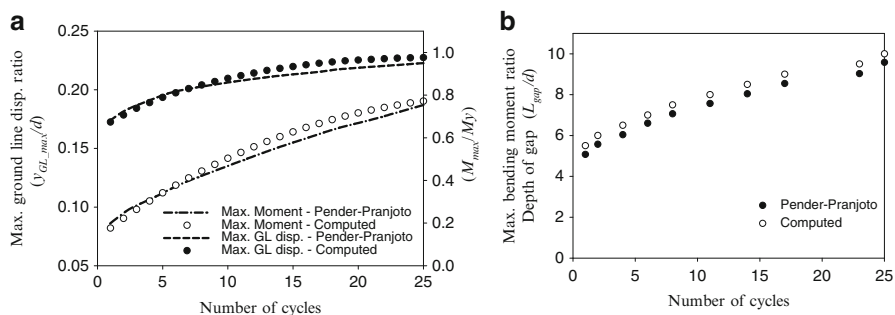 a
Max. ground line disp. ratio
(y_GL_max/d)
0.25
0.20
0.15
0.10
0.05
1.0
0.8
0.6
0.4
0.2
0.0
(M_max/My)
Max. Moment - Pender-Pranjoto
Max. Moment - Computed
Max. GL disp. - Pender-Pranjoto
Max. GL disp. - Computed
0 5 10 15 20 25
Number of cycles
b
Max. bending moment ratio
Depth of gap (L_gap/d)
10
8
6
4
2
0
Pender-Pranjoto
Computed
0 5 10 15 20 25
Number of cycles